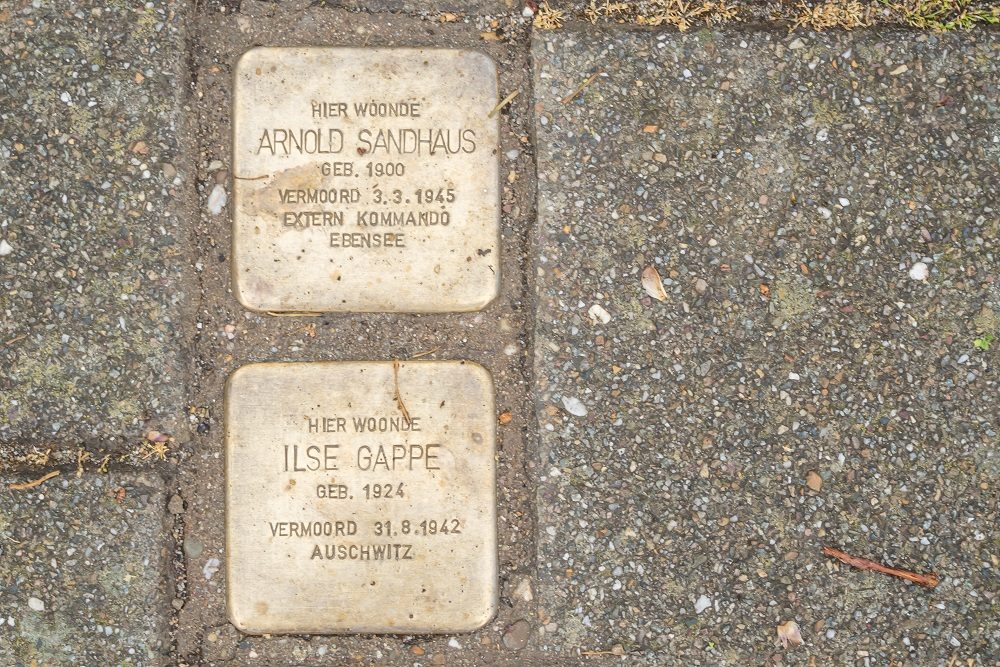 HIER WOONDE
ARNOLD SANDHAUS
GEB. 1900
VERMOORD 3.3.1945
EXTERN KOMMANDO
EBENSEE
HIER WOONDE
ILSE GAPPE
GEB. 1924
VERMOORD 31.8.1942
AUSCHWITZ